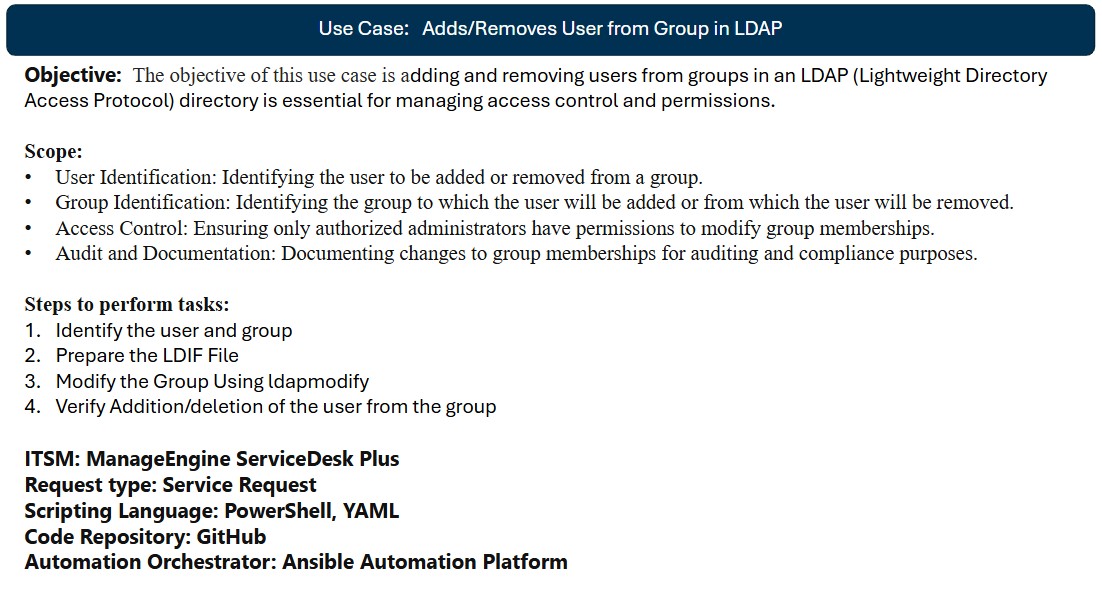 Use Case: Adds/Removes User from Group in LDAP
Objective: The objective of this use case is adding and removing users from groups in an LDAP (Lightweight Directory
Access Protocol) directory is essential for managing access control and permissions.
Scope:
• User Identification: Identifying the user to be added or removed from a group.
• Group Identification: Identifying the group to which the user will be added or from which the user will be removed.
• Access Control: Ensuring only authorized administrators have permissions to modify group memberships.
• Audit and Documentation: Documenting changes to group memberships for auditing and compliance purposes.
Steps to perform tasks:
1. Identify the user and group
2. Prepare the LDIF File
3. Modify the Group Using ldapmodify
4. Verify Addition/deletion of the user from the group
ITSM: ManageEngine ServiceDesk Plus
Request type: Service Request
Scripting Language: PowerShell, YAML
Code Repository: GitHub
Automation Orchestrator: Ansible Automation Platform